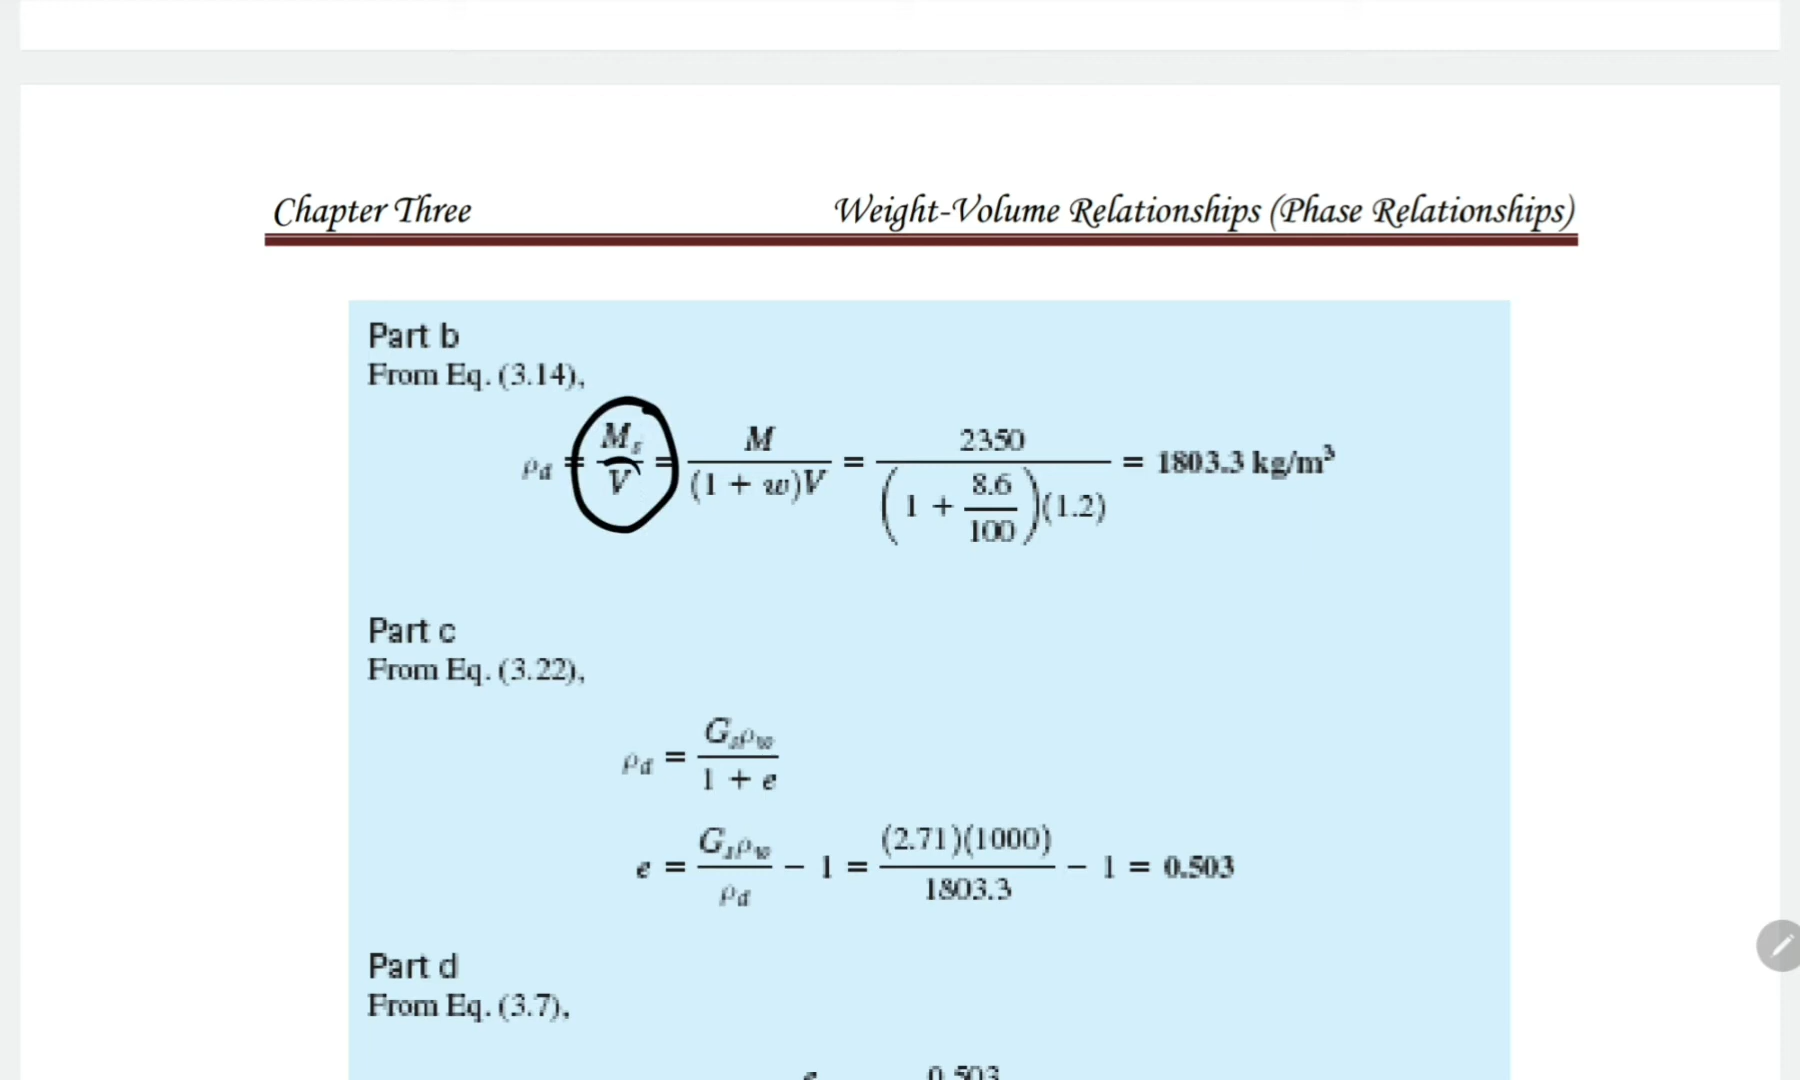 Chapter Three Weight-Volume Relationships (Phase Relationships)
Part b
From Eq. (3.14),
ρd = Ms/V = M/((1 + w)V) = 2350/((1 + 8.6/100)(1.2)) = 1803.3 kg/m³
Part c
From Eq. (3.22),
ρd = Gsρw/(1 + e)
e = Gsρw/ρd − 1 = (2.71)(1000)/1803.3 − 1 = 0.503
Part d
From Eq. (3.7),
0.503